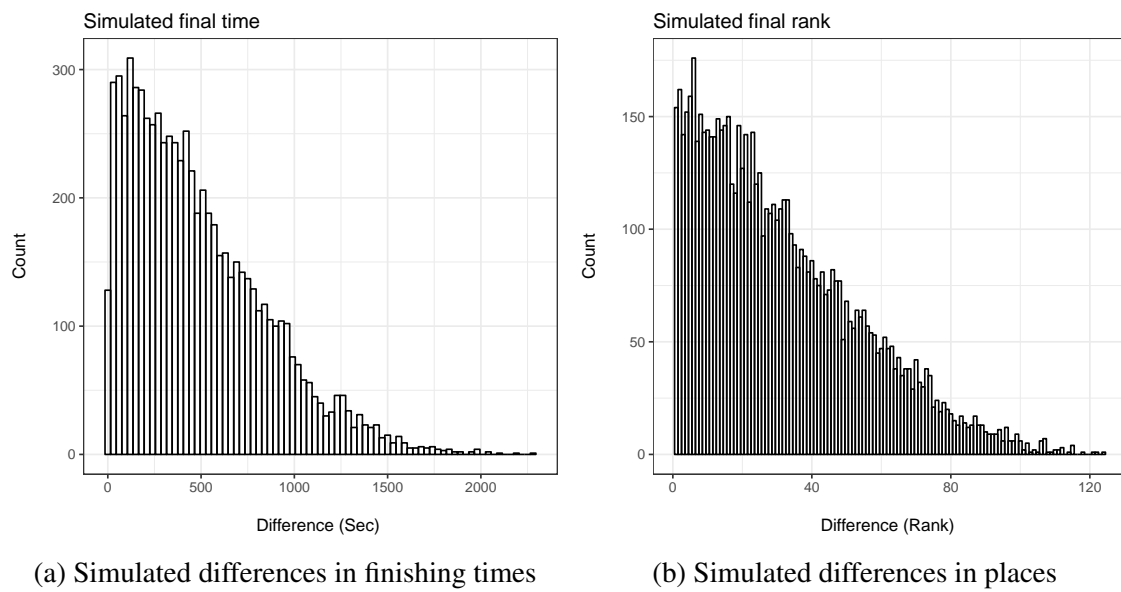 Simulated final time
300
200
100
0
Count
0 500 1000 1500 2000
Difference (Sec)
(a) Simulated differences in finishing times
Simulated final rank
150
100
50
0
Count
0 40 80 120
Difference (Rank)
(b) Simulated differences in places